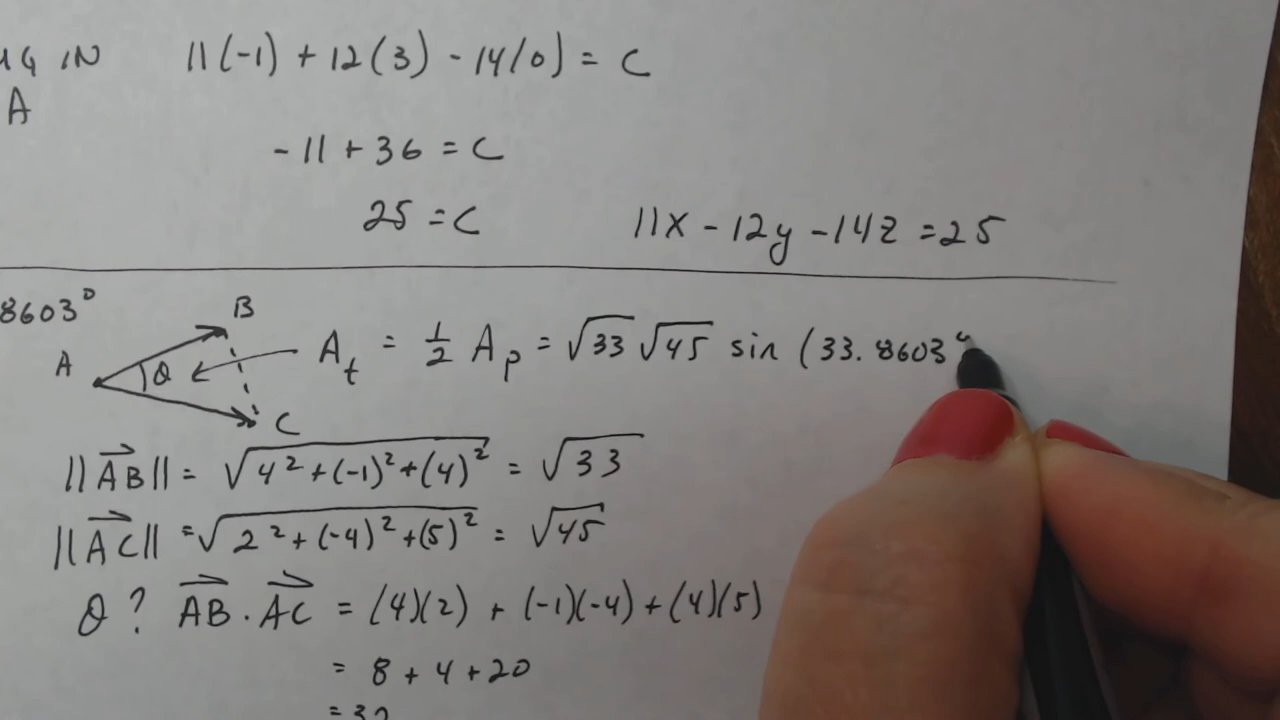 IN 11(-1) + 12(3) - 14(0) = C
A
-11 + 36 = C
25 = C 11x - 12y - 14z = 25
8603° B
A θ C A_t = 1/2 A_p = √33 √45 sin (33.8603°
||AB→|| = √(4² + (-1)² + (4)²) = √33
||AC→|| = √(2² + (-4)² + (5)²) = √45
θ? AB→ · AC→ = (4)(2) + (-1)(-4) + (4)(5)
= 8 + 4 + 20
= 32